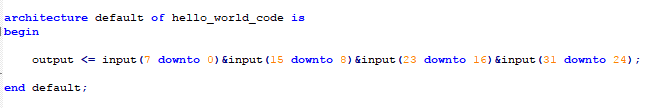 architecture default of hello_world_code is
begin
output <= input(7 downto 0)&input(15 downto 8)&input(23 downto 16)&input(31 downto 24);
end default;